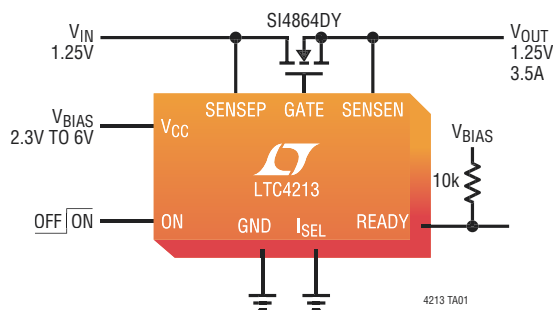 SI4864DY
VIN
1.25V
VOUT
1.25V
3.5A
SENSEP
GATE
SENSEN
VBIAS
2.3V TO 6V
VCC
VBIAS
LTC4213
10k
OFF ON
ON
GND
ISEL
READY
4213 TA01